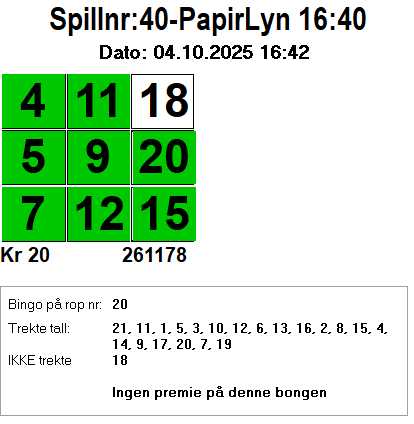 Spillnr:40-PapirLyn 16:40
Dato: 04.10.2025 16:42
4 11 18
5 9 20
7 12 15
Kr 20 261178
Bingo på rop nr: 20
Trekte tall: 21, 11, 1, 5, 3, 10, 12, 6, 13, 16, 2, 8, 15, 4,
14, 9, 17, 20, 7, 19
IKKE trekte 18
Ingen premie på denne bongen